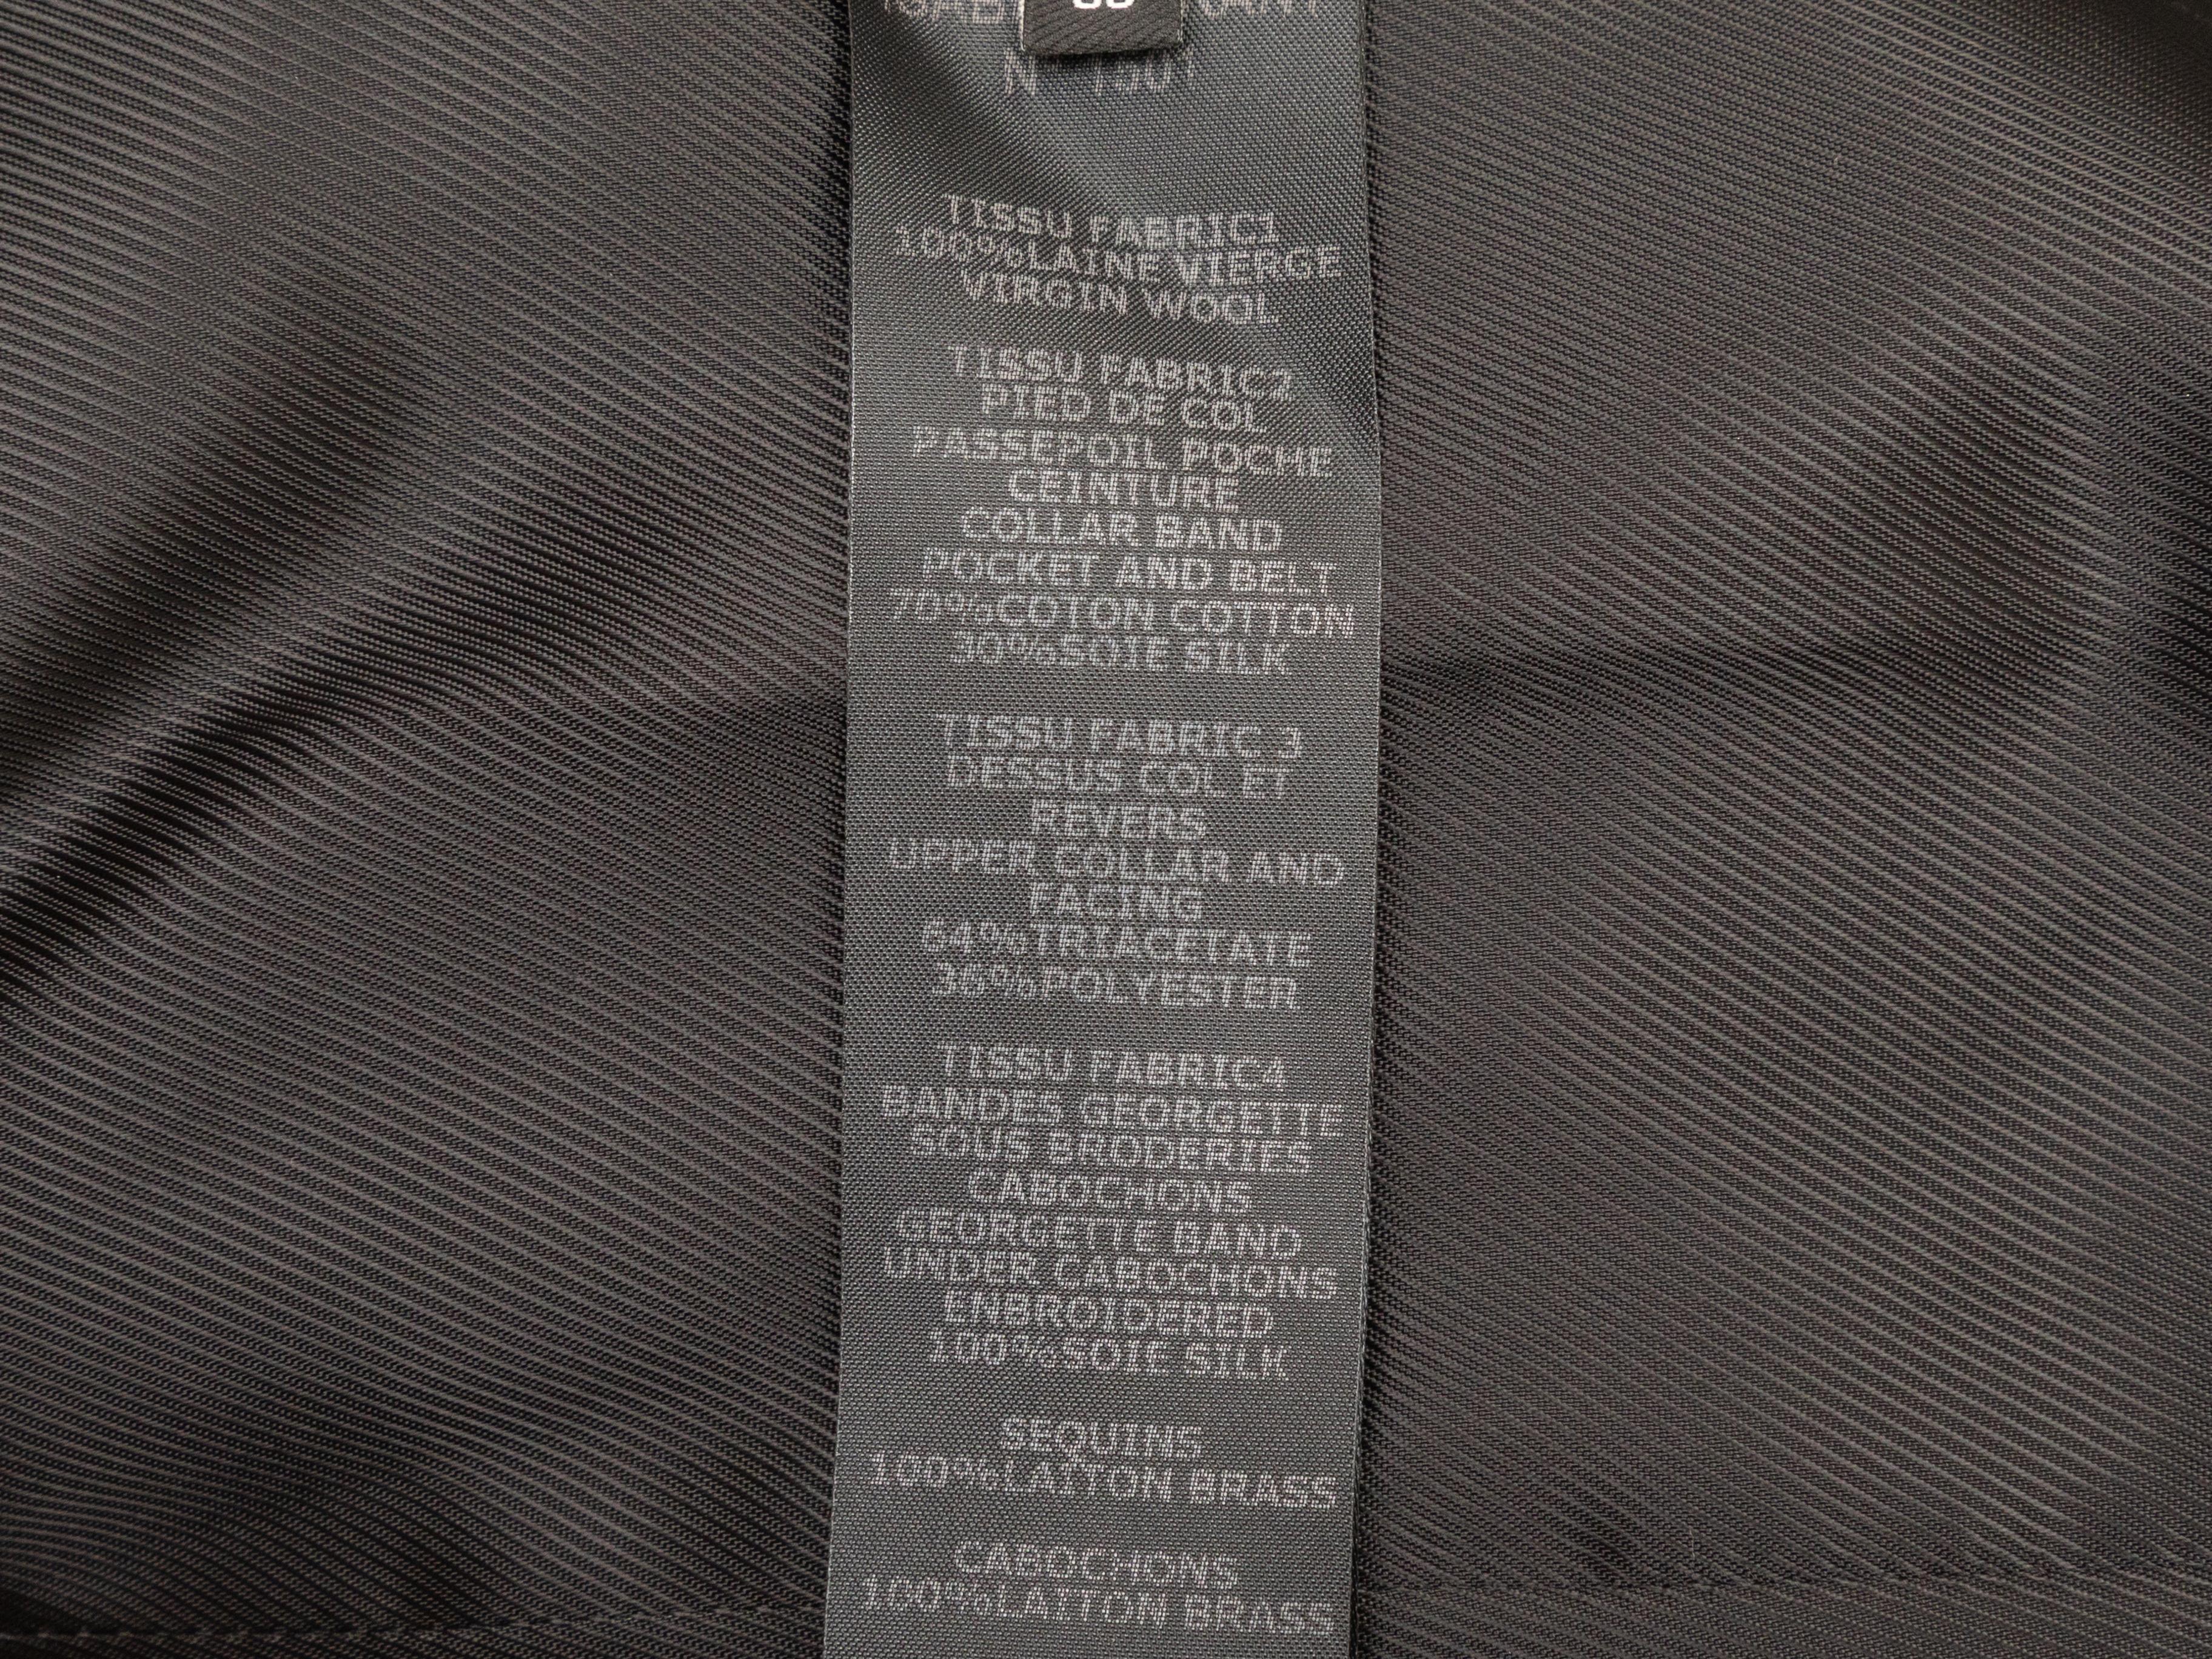 TISSU FABRIC1
100%LAINE VIERGE
VIRGIN WOOL
TISSU FABRIC2
PIED DE COL
PASSEPOIL POCHE
CEINTURE
COLLAR BAND
POCKET AND BELT
70%COTON COTTON
30%SOIE SILK
TISSU FABRIC 3
DESSUS COL ET
REVERS
UPPER COLLAR AND
FACING
64%TRIACETATE
36%POLYESTER
TISSU FABRIC4
BANDES GEORGETTE
SOUS BRODERIES
CABOCHONS
GEORGETTE BAND
UNDER CABOCHONS
ENBROIDERED
100%SOIE SILK
SEQUINS
100%LAITON BRASS
CABOCHONS
100%LAITON BRASS